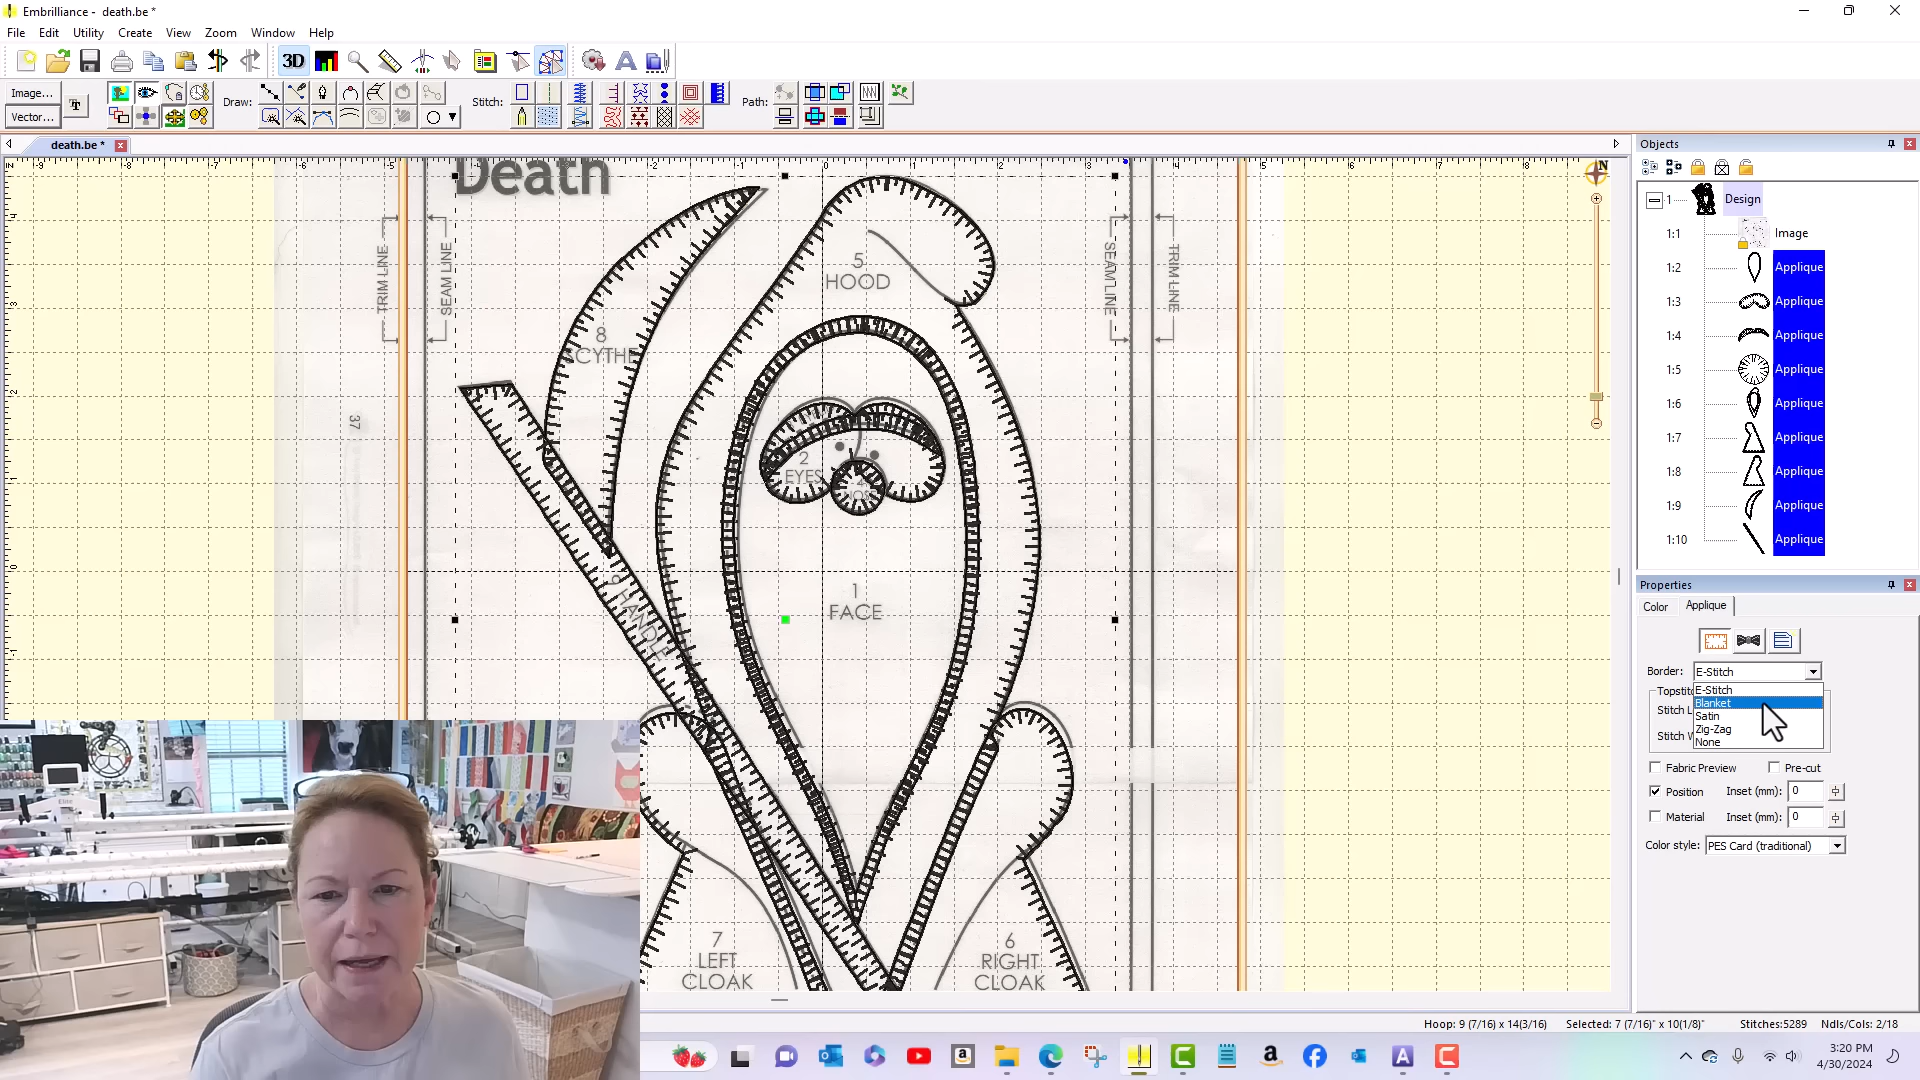 Embrilliance - death.be *
File Edit Utility Create View Zoom Window Help
3D
Image...
Vector...
T
Draw:
Stitch:
Path:
death.be *
Death
TRIM LINE
SEAM LINE
SEAM LINE
TRIM LINE
5
HOOD
8
SCYTHE
37
2
EYES
9 HANDLE
1
FACE
7
LEFT
CLOAK
6
RIGHT
CLOAK
N
Objects
1 Design
1:1 Image
1:2 Applique
1:3 Applique
1:4 Applique
1:5 Applique
1:6 Applique
1:7 Applique
1:8 Applique
1:9 Applique
1:10 Applique
Properties
Color Applique
Border: E-Stitch
E-Stitch
Blanket
Satin
Zig-Zag
None
Topstitc
Stitch L
Stitch W
Fabric Preview Pre-cut
Position Inset (mm): 0
Material Inset (mm): 0
Color style: PES Card (traditional)
Hoop: 9 (7/16) x 14(3/16) Selected: 7 (7/16)" x 10(1/8)" Stitches:5289 Ndls/Cols: 2/18
3:20 PM
4/30/2024